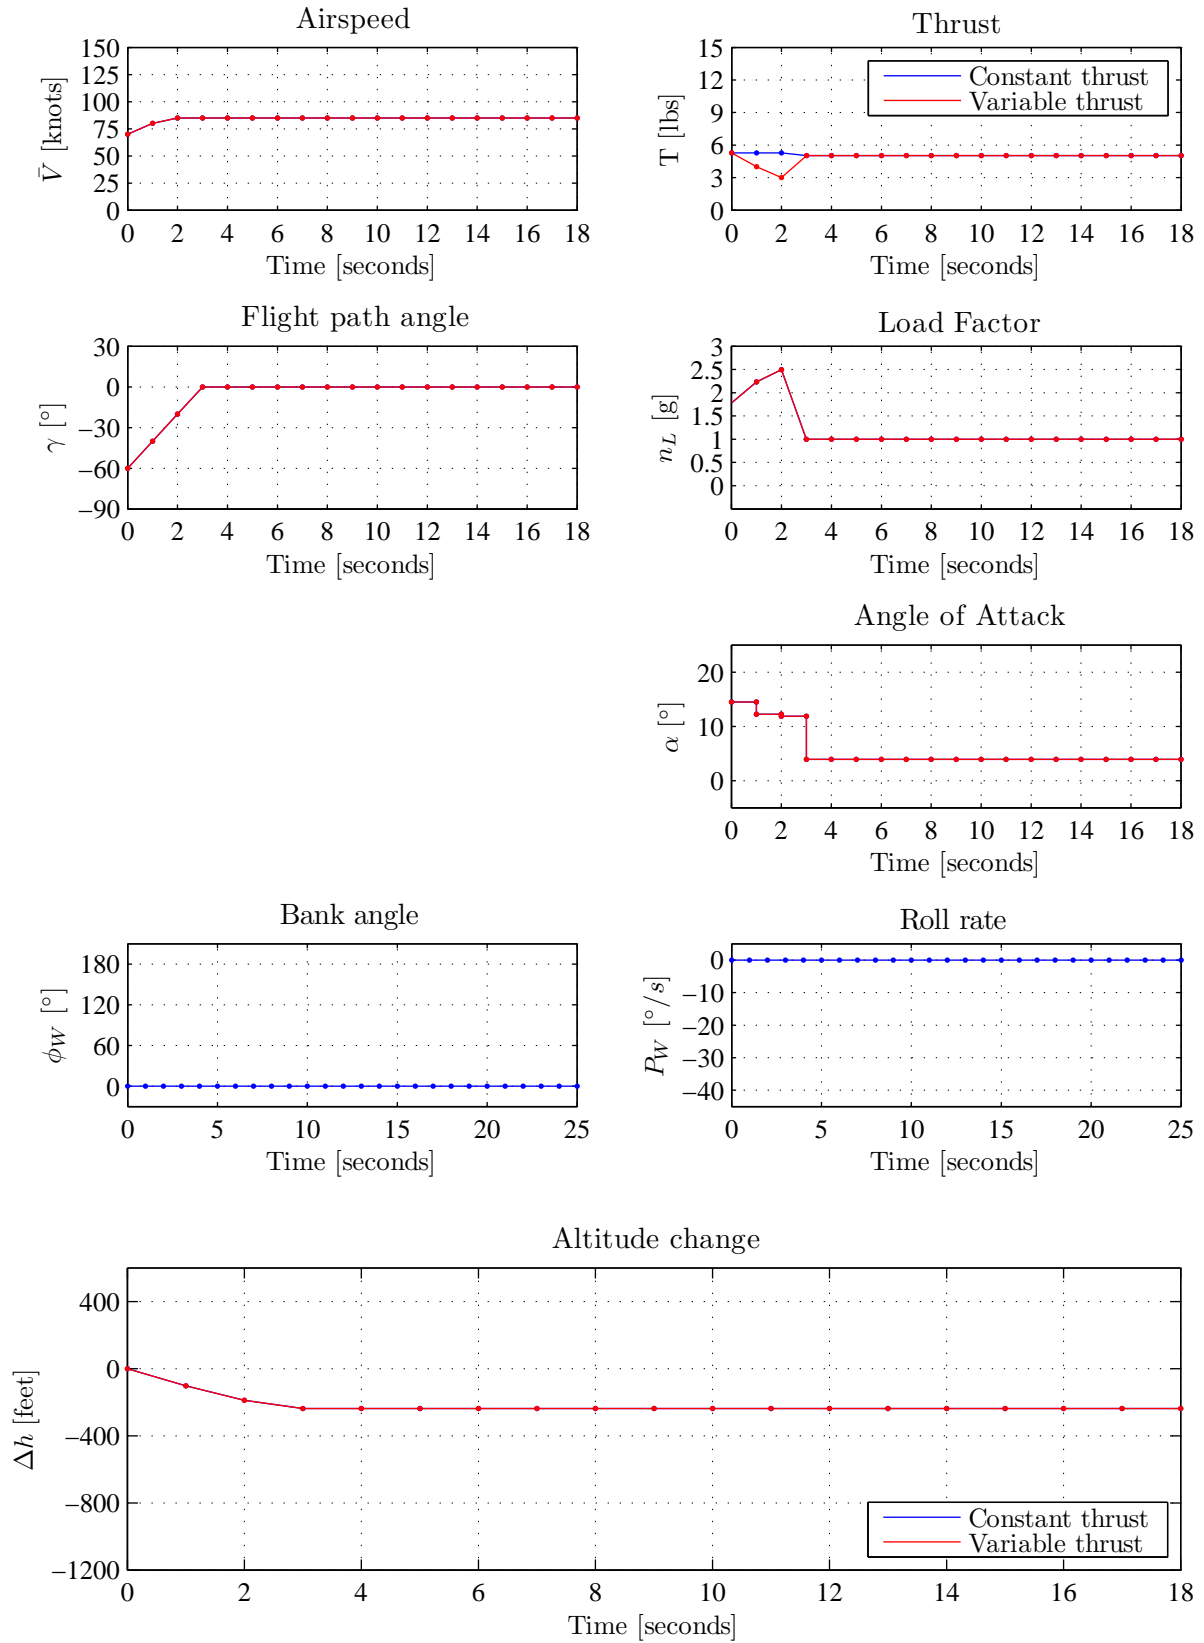 Airspeed
150
125
100
75
50
25
0
V̄ [knots]
0 2 4 6 8 10 12 14 16 18
Time [seconds]
Thrust
15
12
9
6
3
0
T [lbs]
Constant thrust
Variable thrust
0 2 4 6 8 10 12 14 16 18
Time [seconds]
Flight path angle
30
0
−30
−60
−90
γ [°]
0 2 4 6 8 10 12 14 16 18
Time [seconds]
Load Factor
3
2.5
2
1.5
1
0.5
0
n_L [g]
0 2 4 6 8 10 12 14 16 18
Time [seconds]
Angle of Attack
20
10
0
α [°]
0 2 4 6 8 10 12 14 16 18
Time [seconds]
Bank angle
180
120
60
0
ϕ_W [°]
0 5 10 15 20 25
Time [seconds]
Roll rate
0
−10
−20
−30
−40
P_W [°/s]
0 5 10 15 20 25
Time [seconds]
Altitude change
400
0
−400
−800
−1200
Δh [feet]
Constant thrust
Variable thrust
0 2 4 6 8 10 12 14 16 18
Time [seconds]